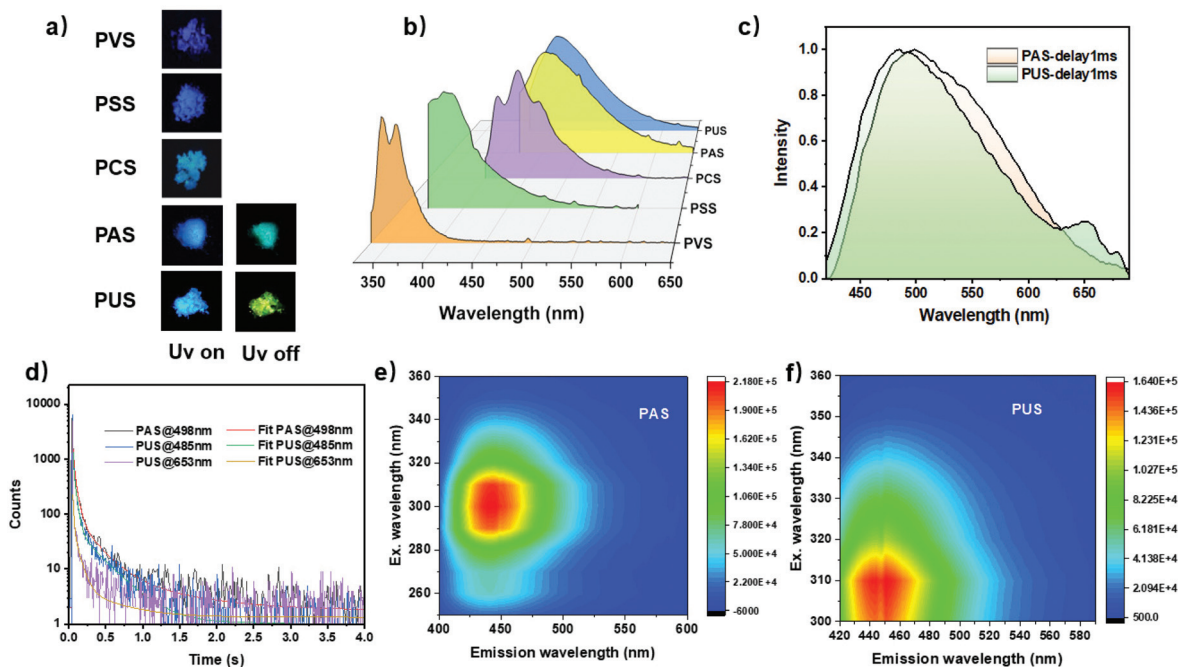 a)
PVS
PSS
PCS
PAS
PUS
Uv on Uv off
b)
PUS
PAS
PCS
PSS
PVS
350 400 450 500 550 600 650
Wavelength (nm)
c)
PAS-delay1ms
PUS-delay1ms
1.0
0.8
0.6
0.4
0.2
0.0
Intensity
450 500 550 600 650
Wavelength (nm)
d)
10000
1000
100
10
1
Counts
PAS@498nm Fit PAS@498nm
PUS@485nm Fit PUS@485nm
PUS@653nm Fit PUS@653nm
0.0 0.5 1.0 1.5 2.0 2.5 3.0 3.5 4.0
Time (s)
e)
PAS
360
340
320
300
280
260
Ex. wavelength (nm)
400 450 500 550 600
Emission wavelength (nm)
2.180E+5
1.900E+5
1.620E+5
1.340E+5
1.060E+5
7.800E+4
5.000E+4
2.200E+4
-6000
f)
PUS
360
350
340
330
320
310
300
Ex. wavelength (nm)
420 440 460 480 500 520 540 560 580
Emission wavelength (nm)
1.640E+5
1.436E+5
1.231E+5
1.027E+5
8.225E+4
6.181E+4
4.138E+4
2.094E+4
500.0